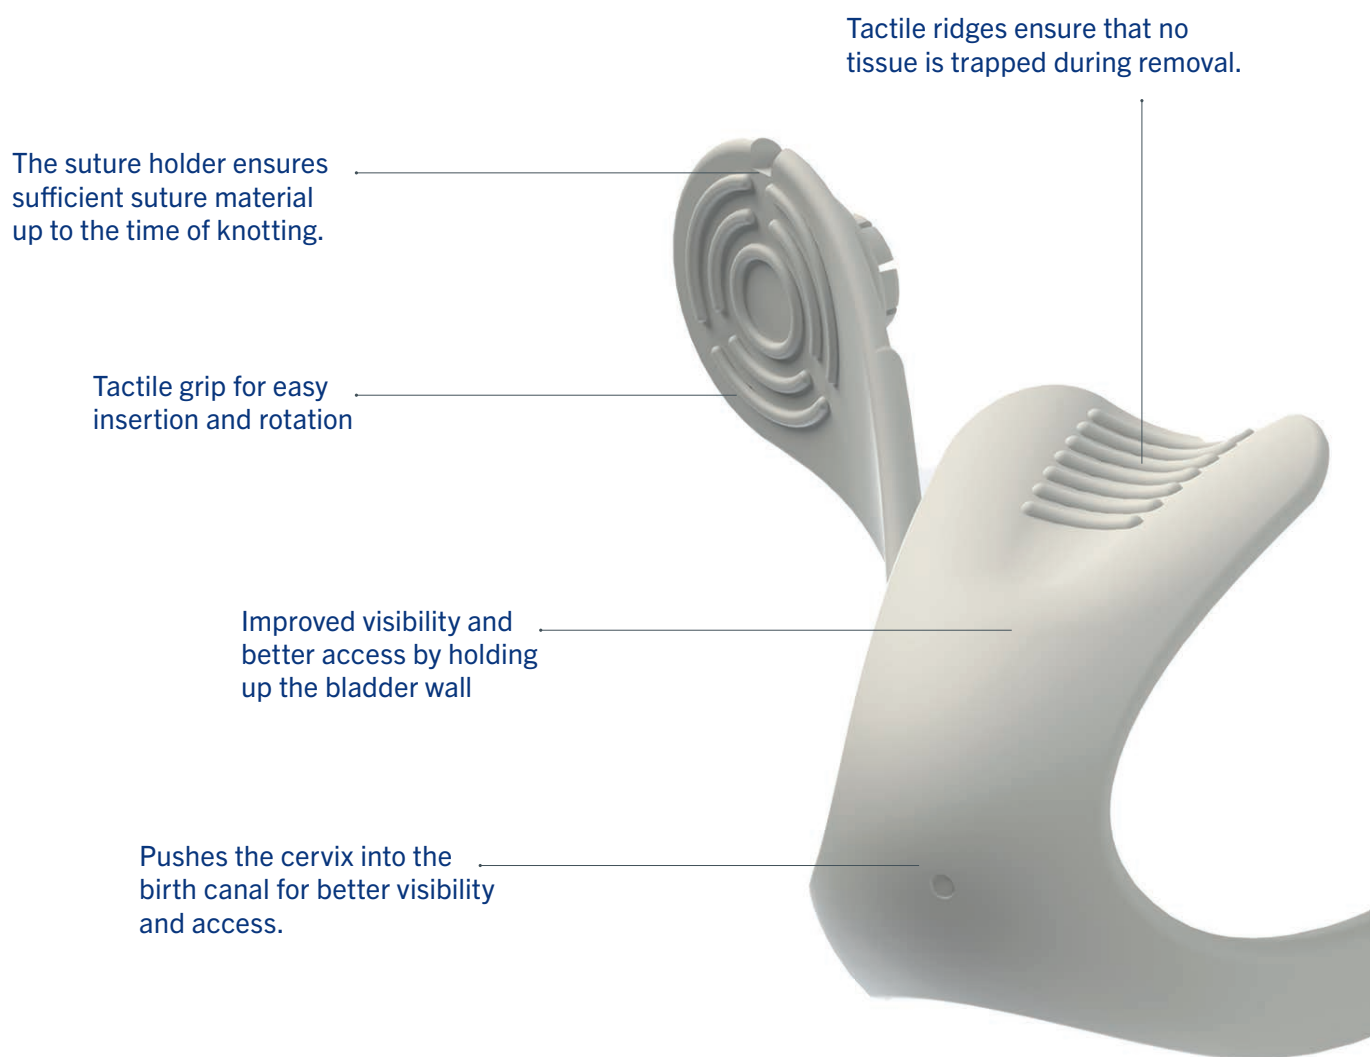 Tactile ridges ensure that no
tissue is trapped during removal.
The suture holder ensures
sufficient suture material
up to the time of knotting.
Tactile grip for easy
insertion and rotation
Improved visibility and
better access by holding
up the bladder wall
Pushes the cervix into the
birth canal for better visibility
and access.